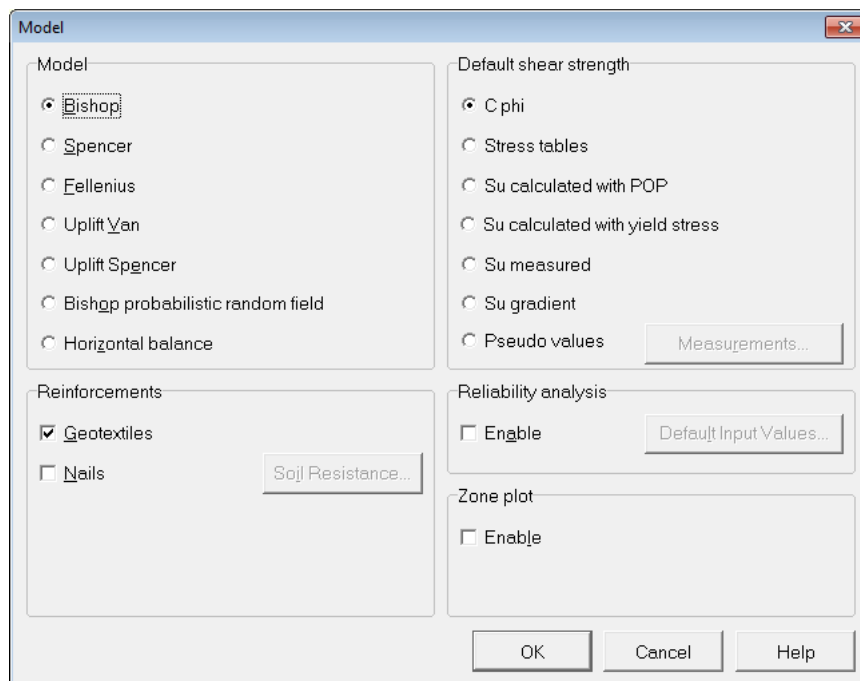 Model
Model
Bishop
Spencer
Fellenius
Uplift Van
Uplift Spencer
Bishop probabilistic random field
Horizontal balance
Default shear strength
C phi
Stress tables
Su calculated with POP
Su calculated with yield stress
Su measured
Su gradient
Pseudo values
Measurements...
Reinforcements
Geotextiles
Nails
Soil Resistance...
Reliability analysis
Enable
Default Input Values...
Zone plot
Enable
OK
Cancel
Help